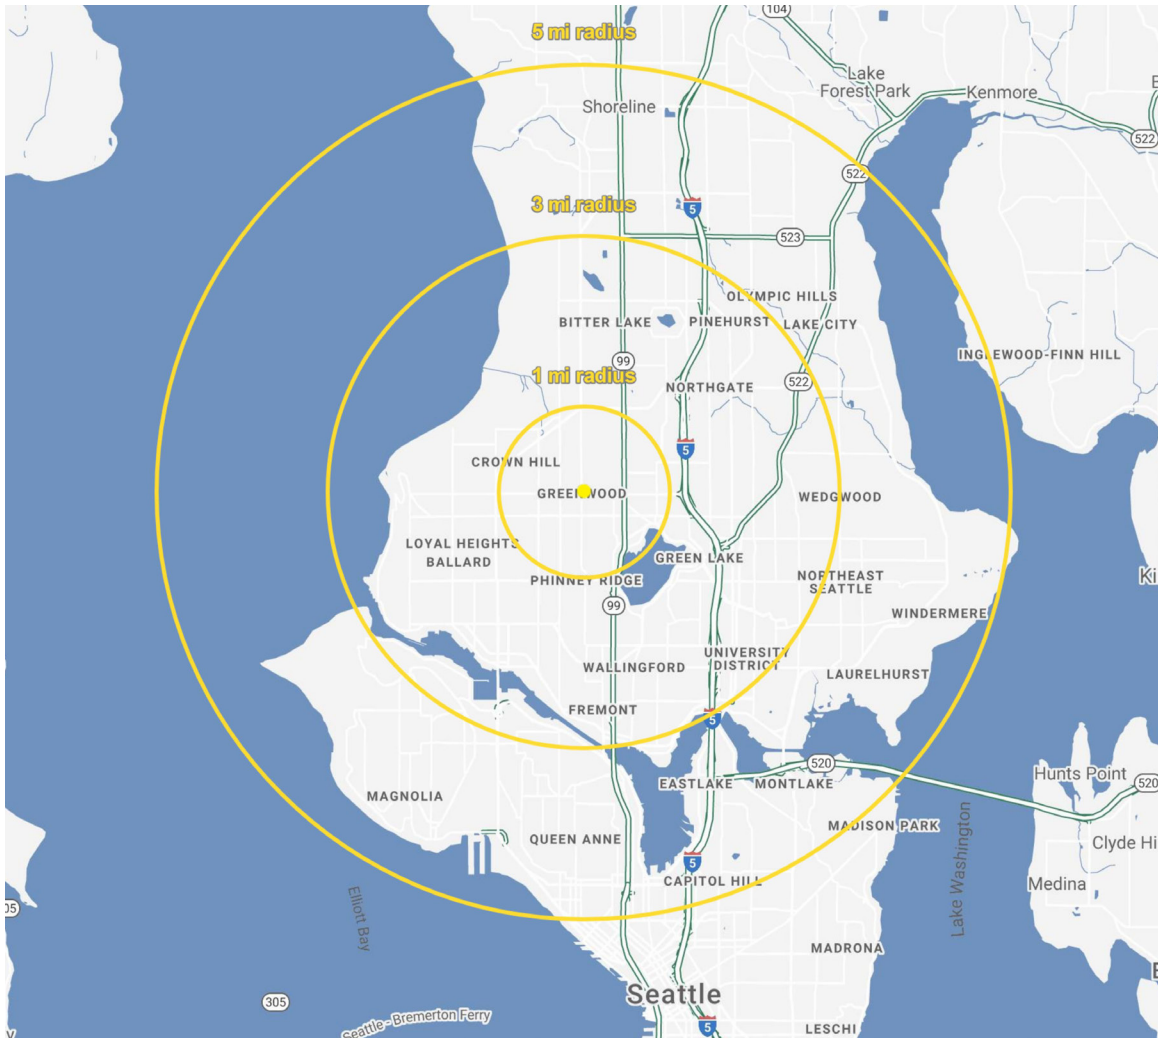 104
5 mi radius
Lake
Forest Park
Kenmore
Shoreline
522
522
3 mi radius
5
523
OLYMPIC HILLS
BITTER LAKE
PINEHURST
LAKE CITY
99
INGLEWOOD-FINN HILL
1 mi radius
522
NORTHGATE
5
CROWN HILL
GREENWOOD
WEDGWOOD
LOYAL HEIGHTS
BALLARD
GREEN LAKE
PHINNEY RIDGE
NORTHEAST
SEATTLE
99
WINDERMERE
UNIVERSITY
DISTRICT
WALLINGFORD
LAURELHURST
FREMONT
5
520
Hunts Point
520
EASTLAKE
MONTLAKE
MAGNOLIA
MADISON PARK
QUEEN ANNE
Clyde Hi
5
CAPITOL HILL
Medina
Lake Washington
05
Elliott Bay
MADRONA
Seattle
305
Seattle - Bremerton Ferry
5
LESCHI